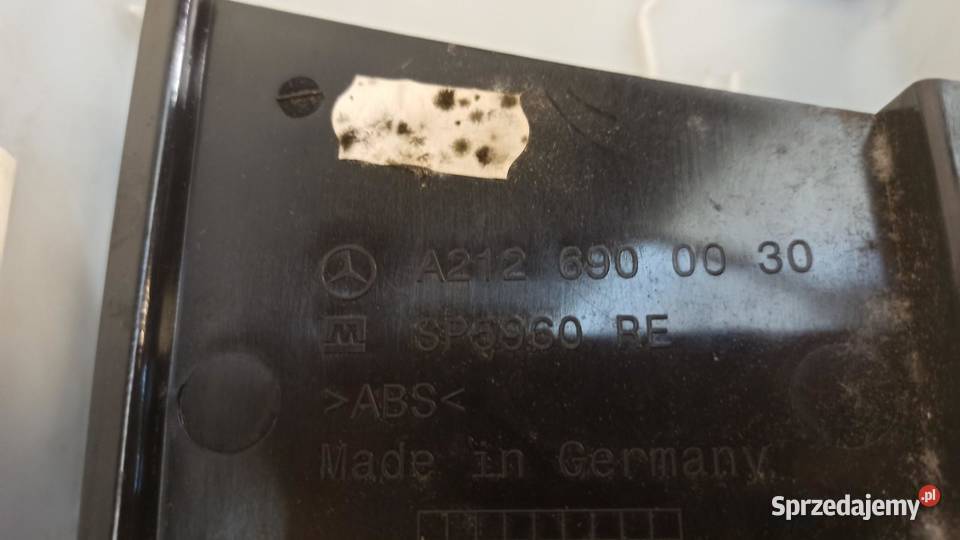 A212 690 00 30
SP5960 RE
>ABS<
Made in Germany
Sprzedajemy.pl